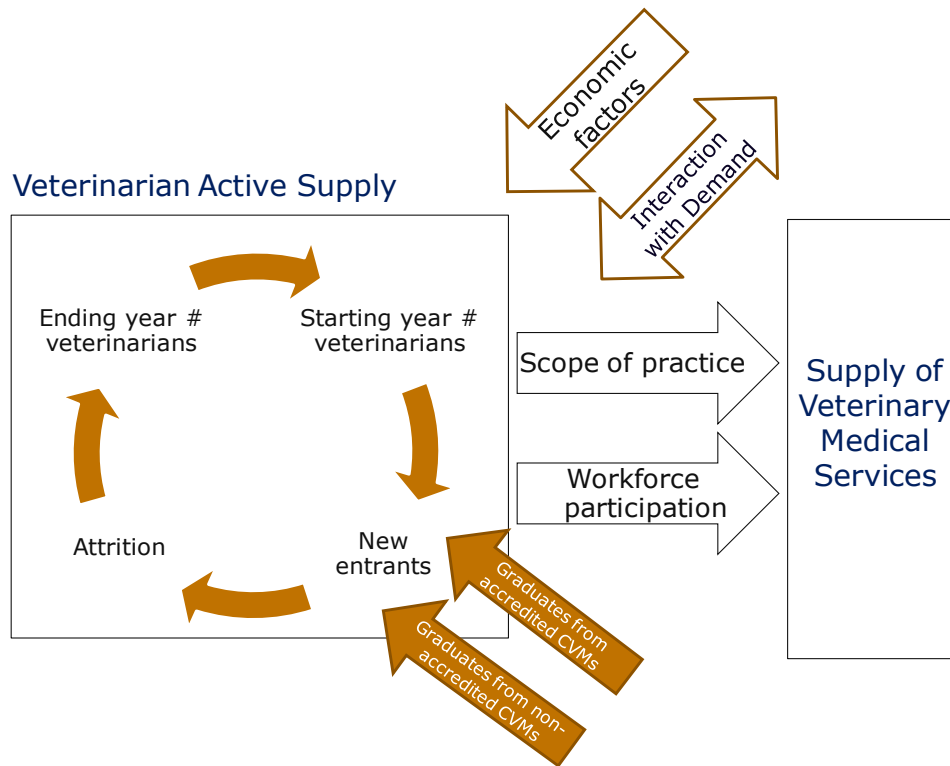 Economic
factors
Interaction
with Demand
Veterinarian Active Supply
Ending year #
veterinarians
Starting year #
veterinarians
Scope of practice
Supply of
Veterinary
Medical
Services
Workforce
participation
Attrition
New
entrants
Graduates from
accredited CVMs
Graduates from non-
accredited CVMs